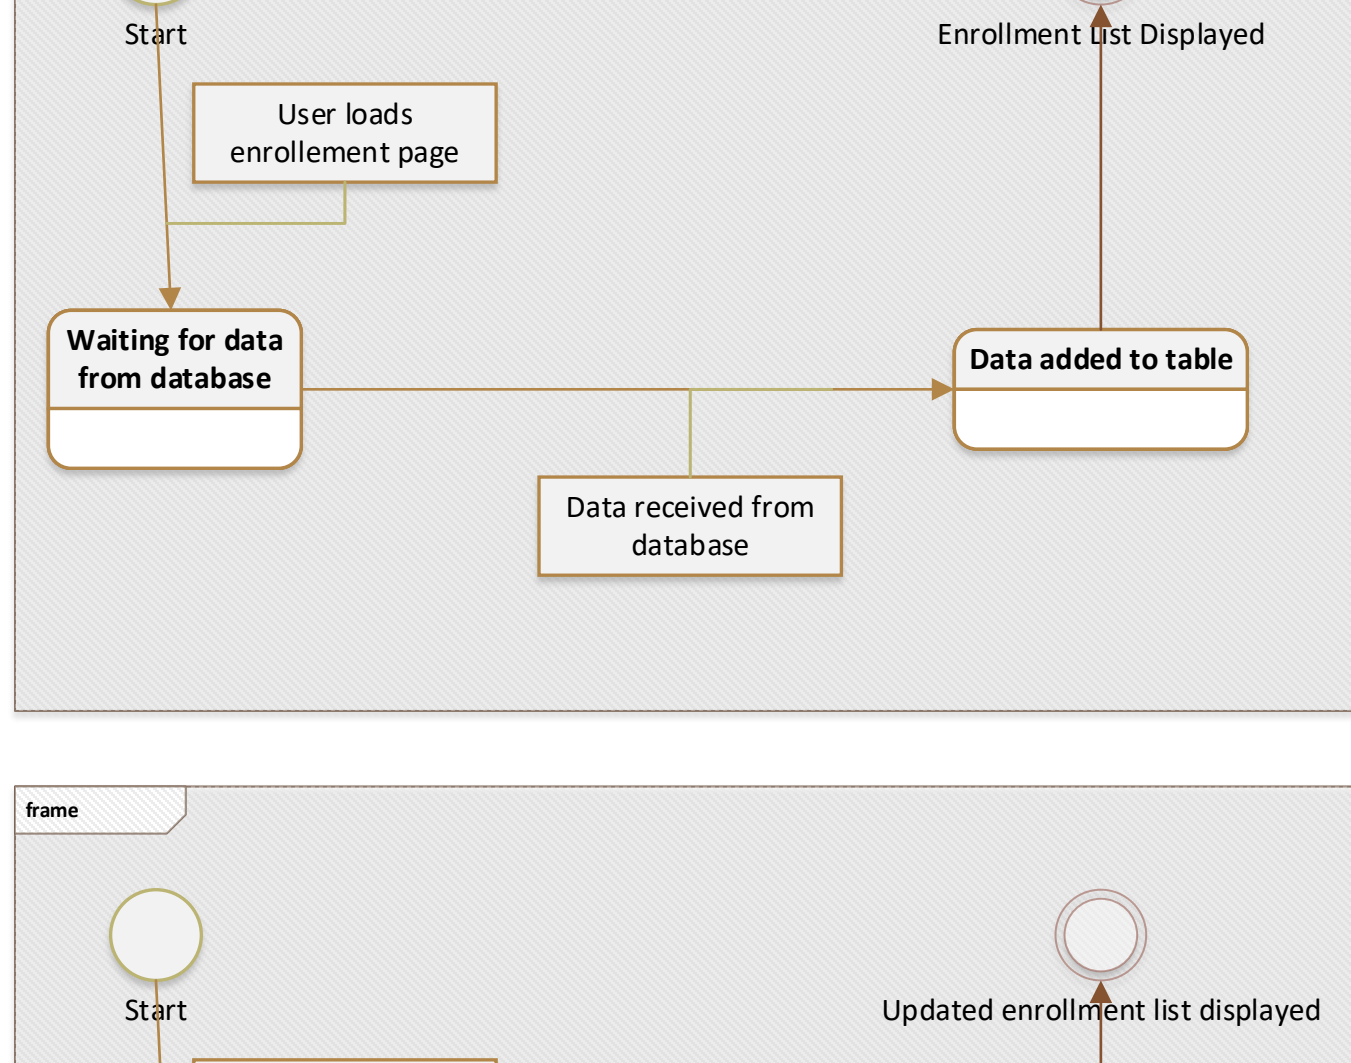 Start
Enrollment List Displayed
User loads
enrollement page
Waiting for data
from database
Data added to table
Data received from
database
frame
Start
Updated enrollment list displayed